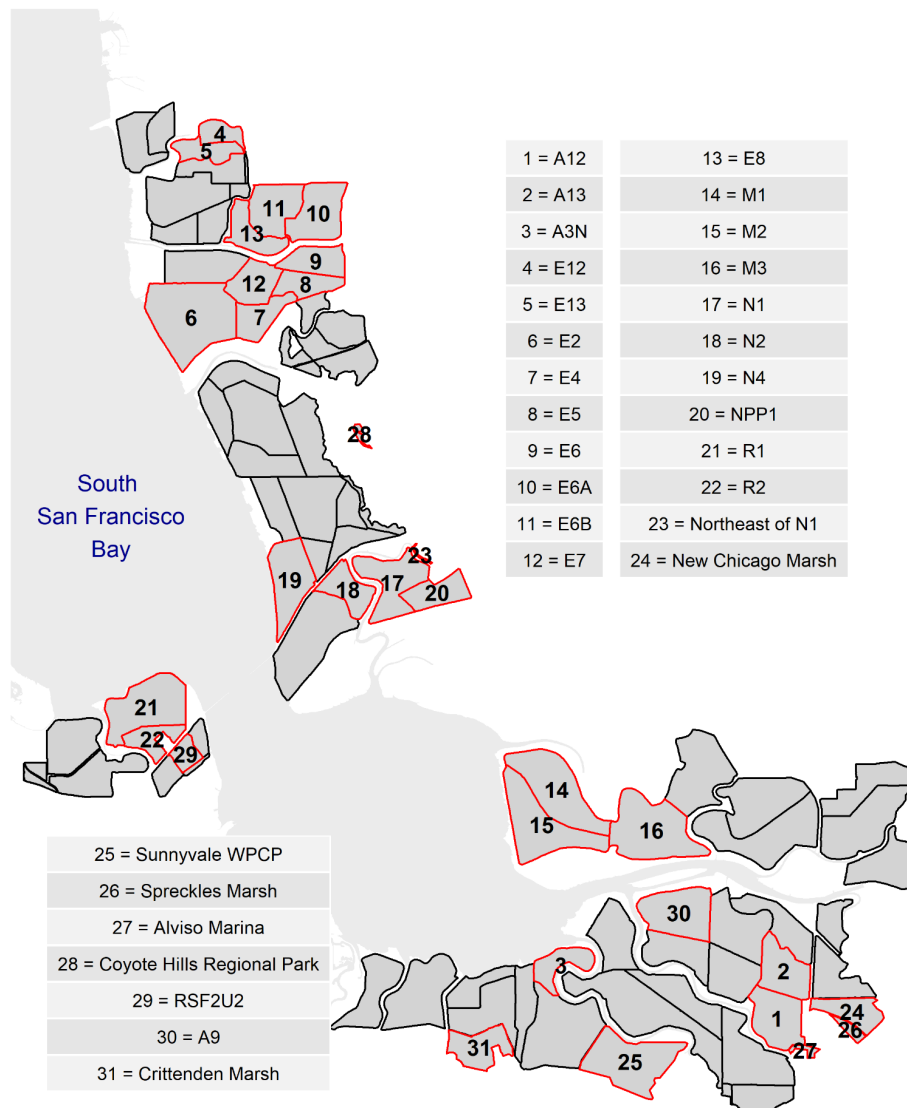 4
5
11
10
13
9
12
8
6
7
28
South
San Francisco
Bay
1 = A12
2 = A13
3 = A3N
4 = E12
5 = E13
6 = E2
7 = E4
8 = E5
9 = E6
10 = E6A
11 = E6B
12 = E7
13 = E8
14 = M1
15 = M2
16 = M3
17 = N1
18 = N2
19 = N4
20 = NPP1
21 = R1
22 = R2
23 = Northeast of N1
24 = New Chicago Marsh
23
19
18
17
20
21
22
29
14
15
16
25 = Sunnyvale WPCP
26 = Spreckles Marsh
27 = Alviso Marina
28 = Coyote Hills Regional Park
29 = RSF2U2
30 = A9
31 = Crittenden Marsh
30
3
2
1
24
26
27
31
25